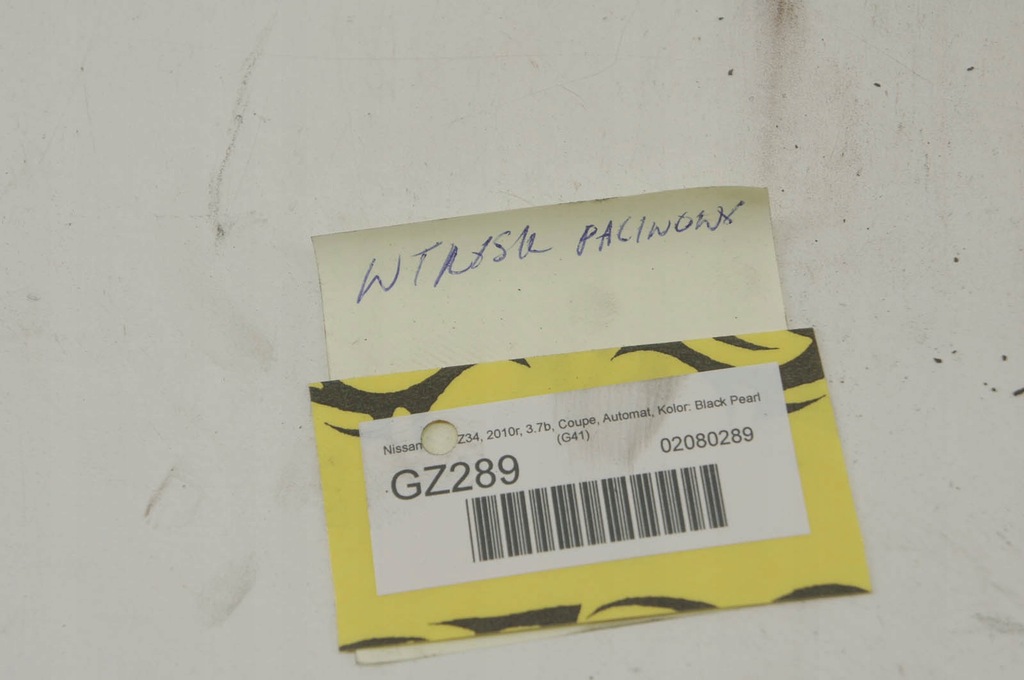 WTRYSK PALIWOWY
Nissan Z34, 2010r, 3.7b, Coupe, Automat, Kolor: Black Pearl
(G41)
GZ289 02080289